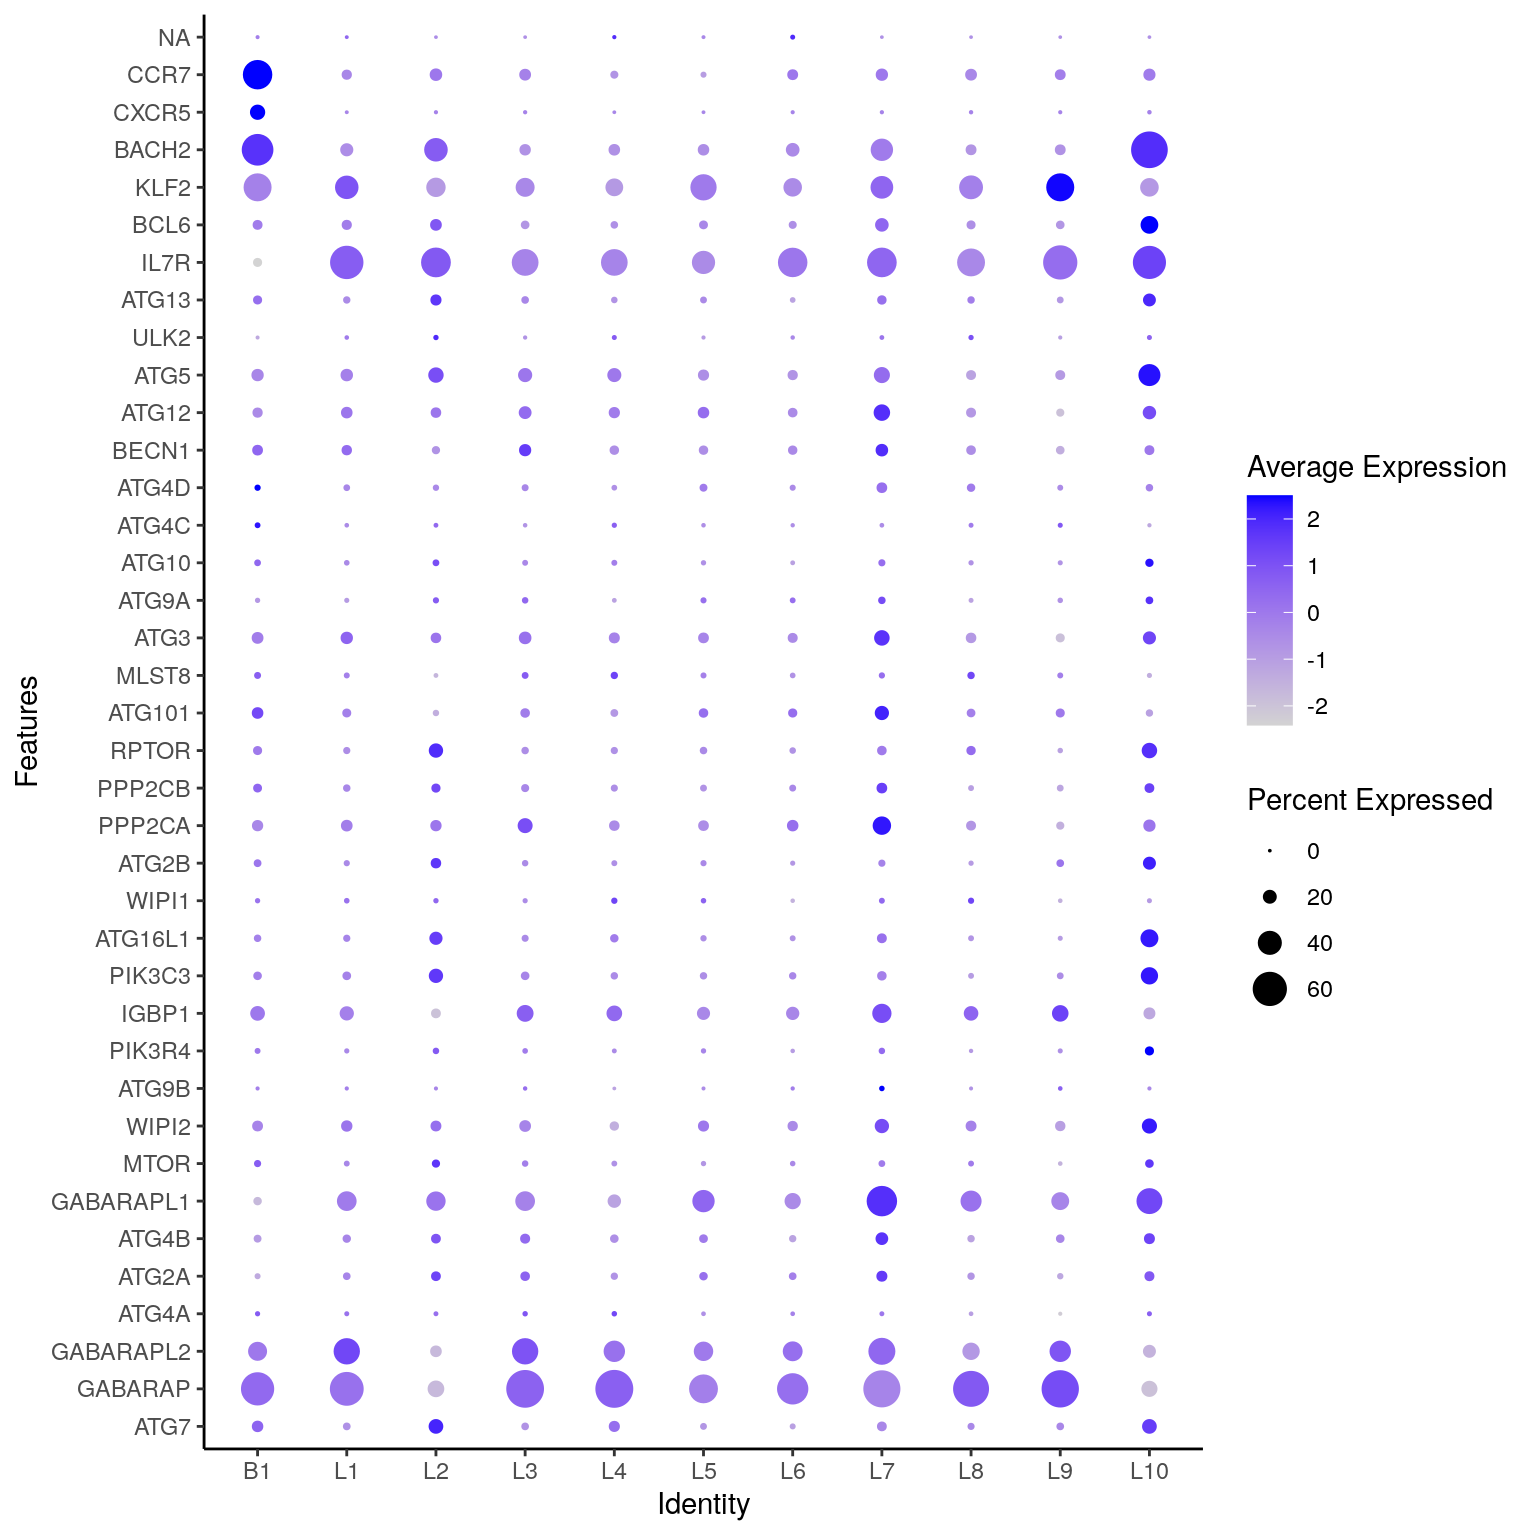 NA
CCR7
CXCR5
BACH2
KLF2
BCL6
IL7R
ATG13
ULK2
ATG5
ATG12
BECN1
ATG4D
ATG4C
ATG10
ATG9A
ATG3
MLST8
ATG101
RPTOR
PPP2CB
PPP2CA
ATG2B
WIPI1
ATG16L1
PIK3C3
IGBP1
PIK3R4
ATG9B
WIPI2
MTOR
GABARAPL1
ATG4B
ATG2A
ATG4A
GABARAPL2
GABARAP
ATG7
Features
B1 L1 L2 L3 L4 L5 L6 L7 L8 L9 L10
Identity
Average Expression
2
1
0
-1
-2
Percent Expressed
0
20
40
60